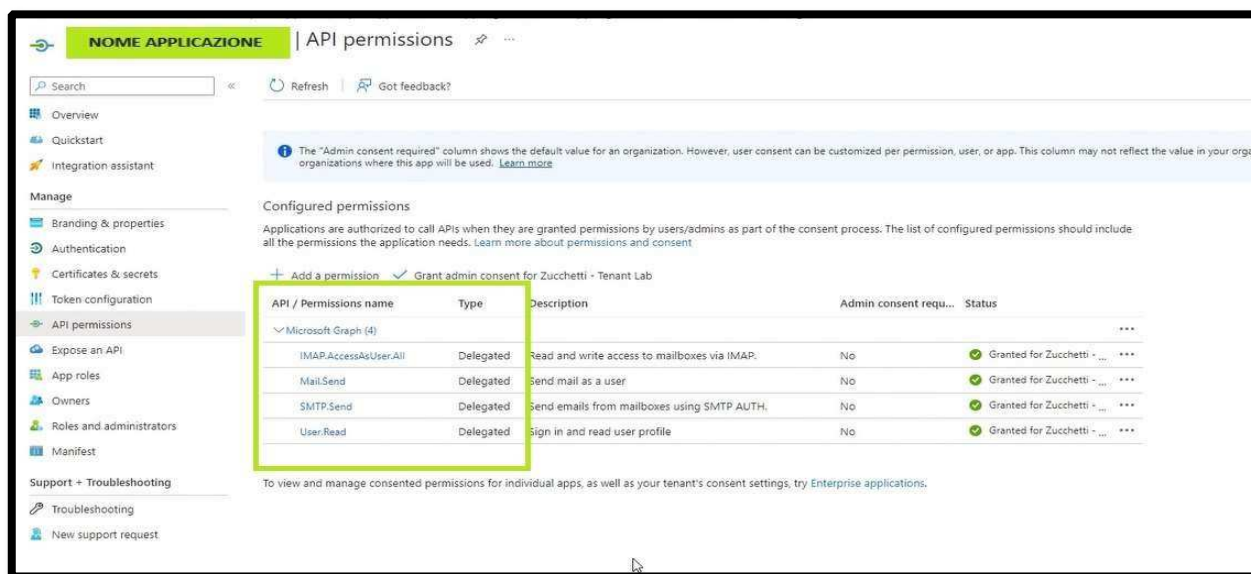 NOME APPLICAZIONE | API permissions
Search
Refresh | Got feedback?
Overview
Quickstart
Integration assistant
The "Admin consent required" column shows the default value for an organization. However, user consent can be customized per permission, user, or app. This column may not reflect the value in your orga
organizations where this app will be used. Learn more
Manage
Branding & properties
Authentication
Certificates & secrets
Token configuration
API permissions
Expose an API
App roles
Owners
Roles and administrators
Manifest
Support + Troubleshooting
Troubleshooting
New support request
Configured permissions
Applications are authorized to call APIs when they are granted permissions by users/admins as part of the consent process. The list of configured permissions should include
all the permissions the application needs. Learn more about permissions and consent
Add a permission Grant admin consent for Zucchetti - Tenant Lab
API / Permissions name Type Description Admin consent requ... Status
Microsoft Graph (4)
IMAP.AccessAsUser.All Delegated Read and write access to mailboxes via IMAP. No Granted for Zucchetti - ...
Mail.Send Delegated Send mail as a user No Granted for Zucchetti - ...
SMTP.Send Delegated Send emails from mailboxes using SMTP AUTH. No Granted for Zucchetti - ...
User.Read Delegated Sign in and read user profile No Granted for Zucchetti - ...
To view and manage consented permissions for individual apps, as well as your tenant's consent settings, try Enterprise applications.